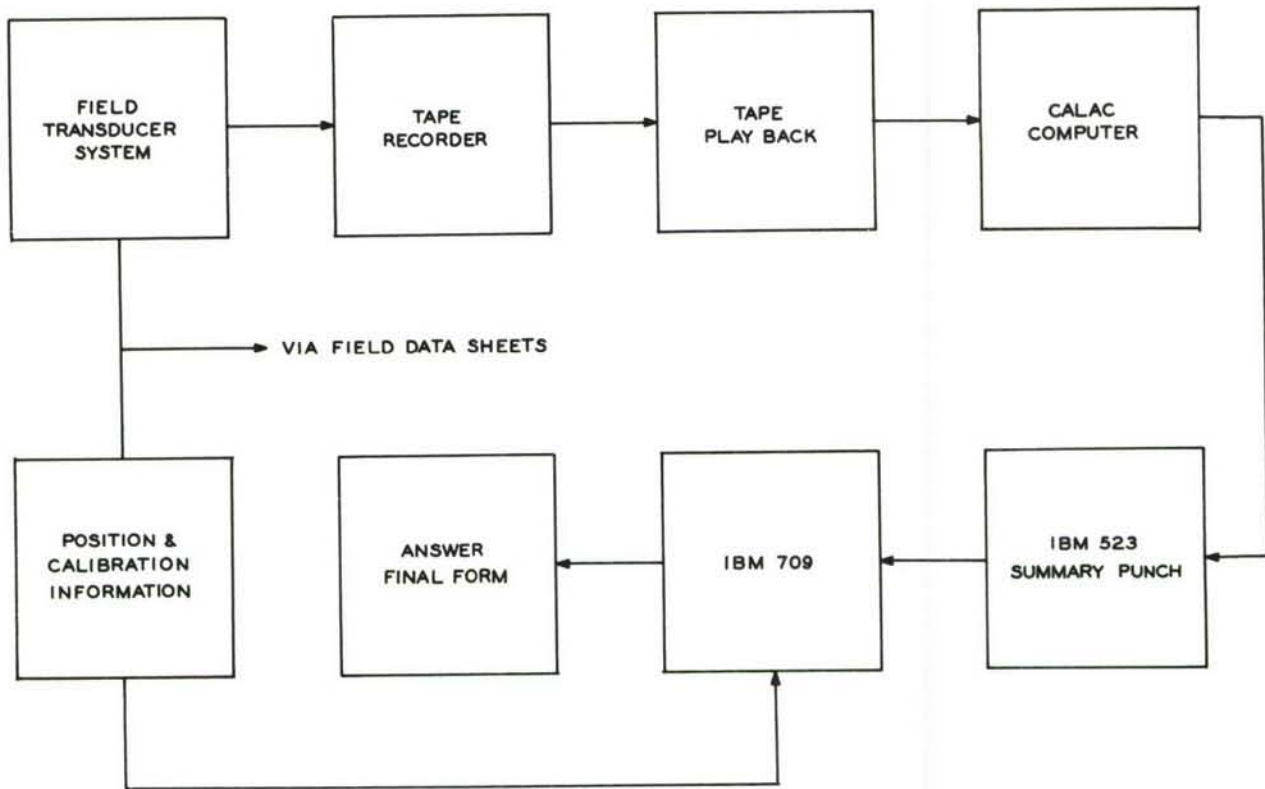 FIELD
TRANSDUCER
SYSTEM
TAPE
RECORDER
TAPE
PLAY BACK
CALAC
COMPUTER
VIA FIELD DATA SHEETS
POSITION &
CALIBRATION
INFORMATION
ANSWER
FINAL FORM
IBM 709
IBM 523
SUMMARY PUNCH